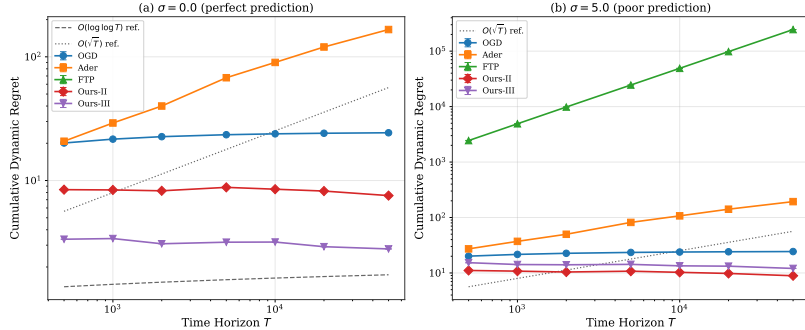 (a) σ = 0.0 (perfect prediction)
O(log log T) ref.
O(√T) ref.
OGD
Ader
FTP
Ours-II
Ours-III
10²
10¹
Cumulative Dynamic Regret
10³
10⁴
Time Horizon T
(b) σ = 5.0 (poor prediction)
O(√T) ref.
OGD
Ader
FTP
Ours-II
Ours-III
10⁵
10⁴
10³
10²
10¹
Cumulative Dynamic Regret
10³
10⁴
Time Horizon T